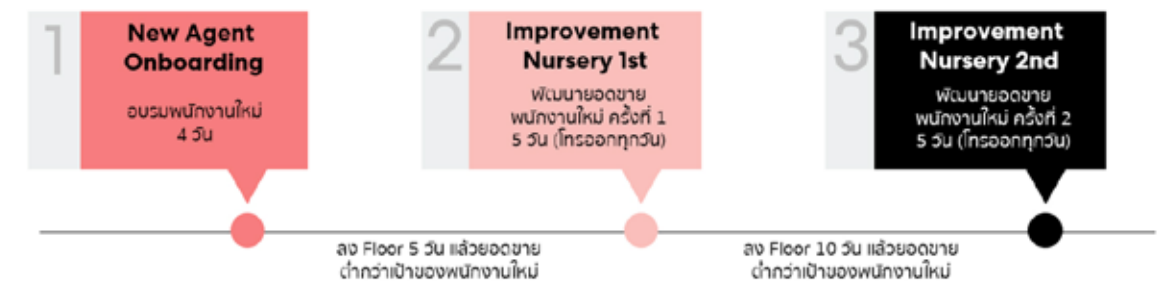 1
New Agent
Onboarding
อบรมพนักงานใหม่
4 วัน
2
Improvement
Nursery 1st
พัฒนายอดขาย
พนักงานใหม่ ครั้งที่ 1
5 วัน (โทรออกทุกวัน)
3
Improvement
Nursery 2nd
พัฒนายอดขาย
พนักงานใหม่ ครั้งที่ 2
5 วัน (โทรออกทุกวัน)
ลง Floor 5 วัน แล้วยอดขาย
ต่ำกว่าเป้าของพนักงานใหม่
ลง Floor 10 วัน แล้วยอดขาย
ต่ำกว่าเป้าของพนักงานใหม่